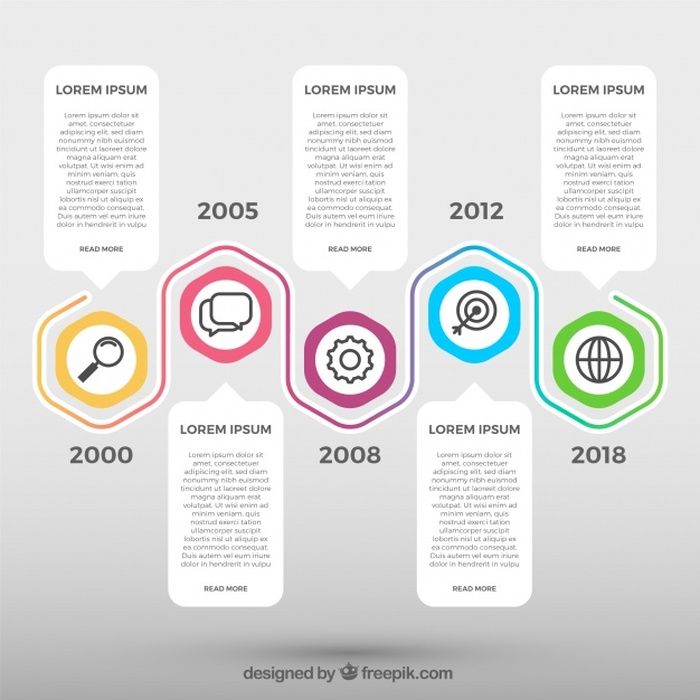 LOREM IPSUM
Lorem ipsum dolor sit
amet, consectetuer
adipiscing elit, sed diam
nonummy nibh euismod
tincidunt ut laoreet dolore
magna aliquam erat
volutpat. Ut wisi enim ad
minim veniam, quis
nostrud exerci tation
ullamcorper suscipit
lobortis nisl ut aliquip ex
ea commodo consequat.
Duis autem vel eum iriure
dolor in hendrerit in vulputo
READ MORE
2000
2005
LOREM IPSUM
Lorem ipsum dolor sit
amet, consectetuer
adipiscing elit, sed diam
nonummy nibh euismod
tincidunt ut laoreet dolore
magna aliquam erat
volutpat. Ut wisi enim ad
minim veniam, quis
nostrud exerci tation
ullamcorper suscipit
lobortis nisl ut aliquip ex
ea commodo consequat.
Duis autem vel eum iriure
dolor in hendrerit in vulputo
READ MORE
LOREM IPSUM
Lorem ipsum dolor sit
amet, consectetuer
adipiscing elit, sed diam
nonummy nibh euismod
tincidunt ut laoreet dolore
magna aliquam erat
volutpat. Ut wisi enim ad
minim veniam, quis
nostrud exerci tation
ullamcorper suscipit
lobortis nisl ut aliquip ex
ea commodo consequat.
Duis autem vel eum iriure
dolor in hendrerit in vulputo
READ MORE
2008
2012
LOREM IPSUM
Lorem ipsum dolor sit
amet, consectetuer
adipiscing elit, sed diam
nonummy nibh euismod
tincidunt ut laoreet dolore
magna aliquam erat
volutpat. Ut wisi enim ad
minim veniam, quis
nostrud exerci tation
ullamcorper suscipit
lobortis nisl ut aliquip ex
ea commodo consequat.
Duis autem vel eum iriure
dolor in hendrerit in vulputo
READ MORE
LOREM IPSUM
Lorem ipsum dolor sit
amet, consectetuer
adipiscing elit, sed diam
nonummy nibh euismod
tincidunt ut laoreet dolore
magna aliquam erat
volutpat. Ut wisi enim ad
minim veniam, quis
nostrud exerci tation
ullamcorper suscipit
lobortis nisl ut aliquip ex
ea commodo consequat.
Duis autem vel eum iriure
dolor in hendrerit in vulputo
READ MORE
2018
designed by freepik.com